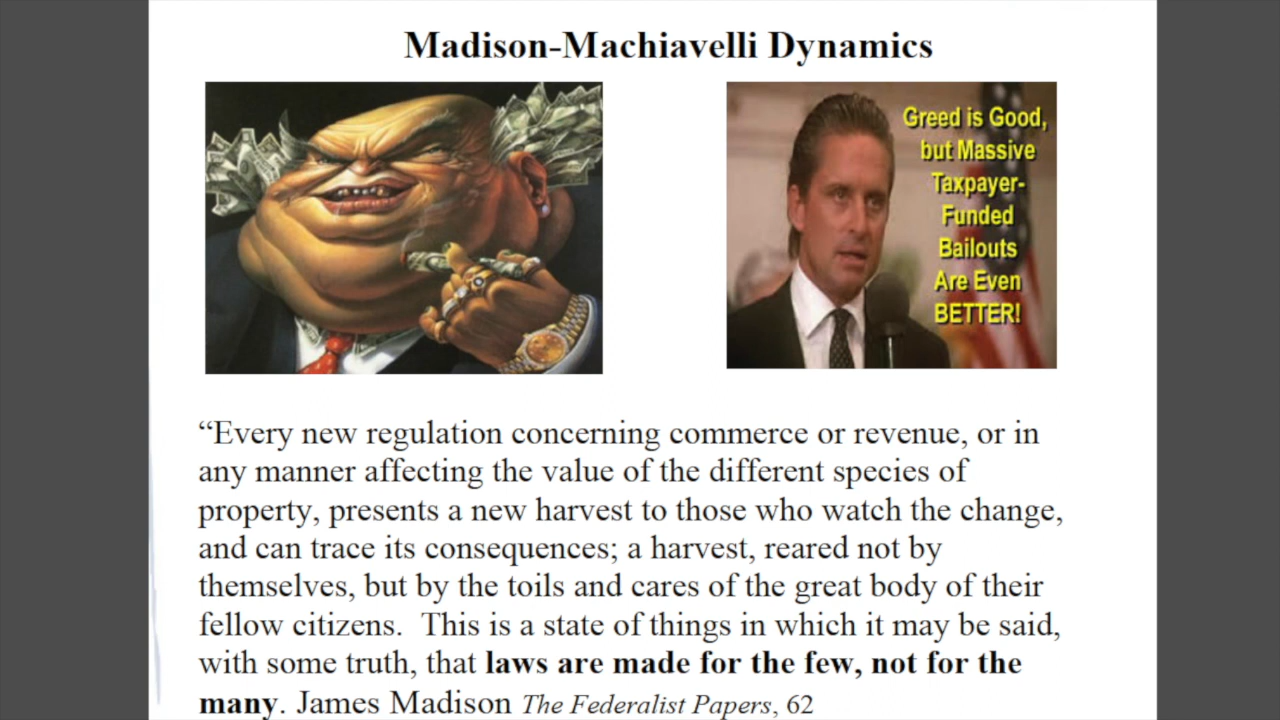 Madison-Machiavelli Dynamics
Greed is Good,
but Massive
Taxpayer-
Funded
Bailouts
Are Even
BETTER!
“Every new regulation concerning commerce or revenue, or in
any manner affecting the value of the different species of
property, presents a new harvest to those who watch the change,
and can trace its consequences; a harvest, reared not by
themselves, but by the toils and cares of the great body of their
fellow citizens.  This is a state of things in which it may be said,
with some truth, that laws are made for the few, not for the
many. James Madison The Federalist Papers, 62